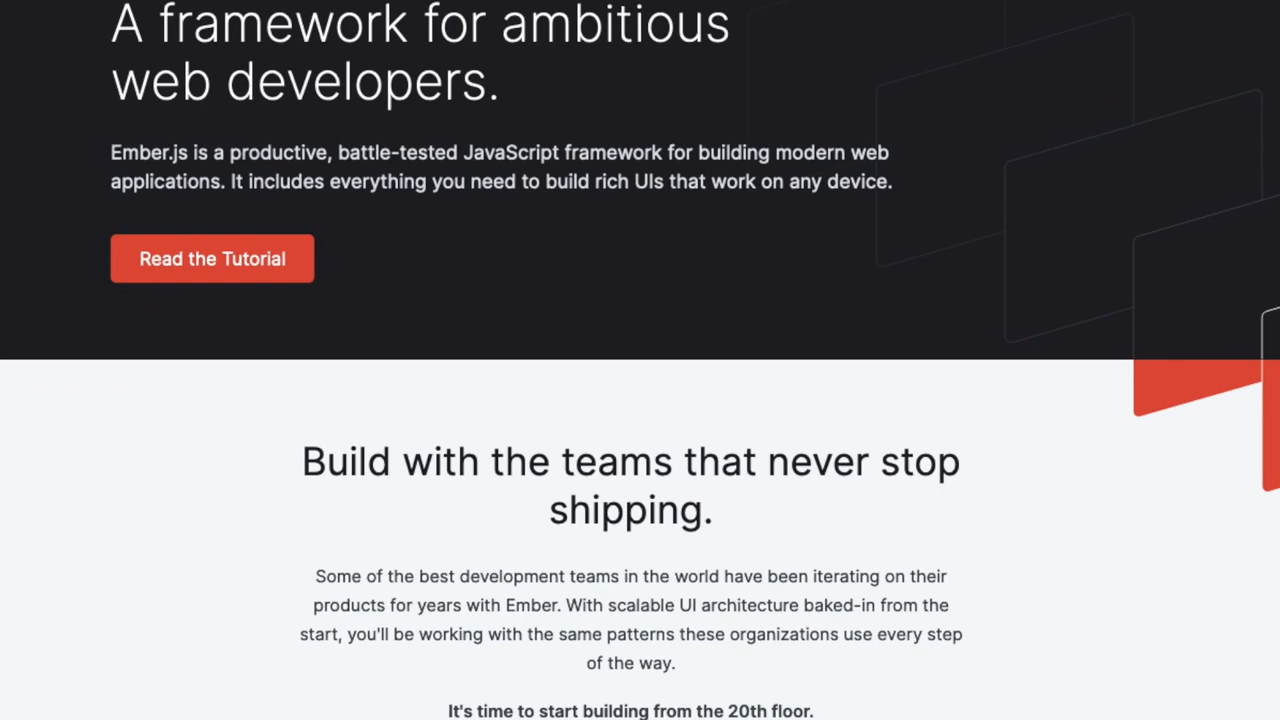 A framework for ambitious
web developers.
Ember.js is a productive, battle-tested JavaScript framework for building modern web
applications. It includes everything you need to build rich UIs that work on any device.
Read the Tutorial
Build with the teams that never stop
shipping.
Some of the best development teams in the world have been iterating on their
products for years with Ember. With scalable UI architecture baked-in from the
start, you'll be working with the same patterns these organizations use every step
of the way.
It's time to start building from the 20th floor.